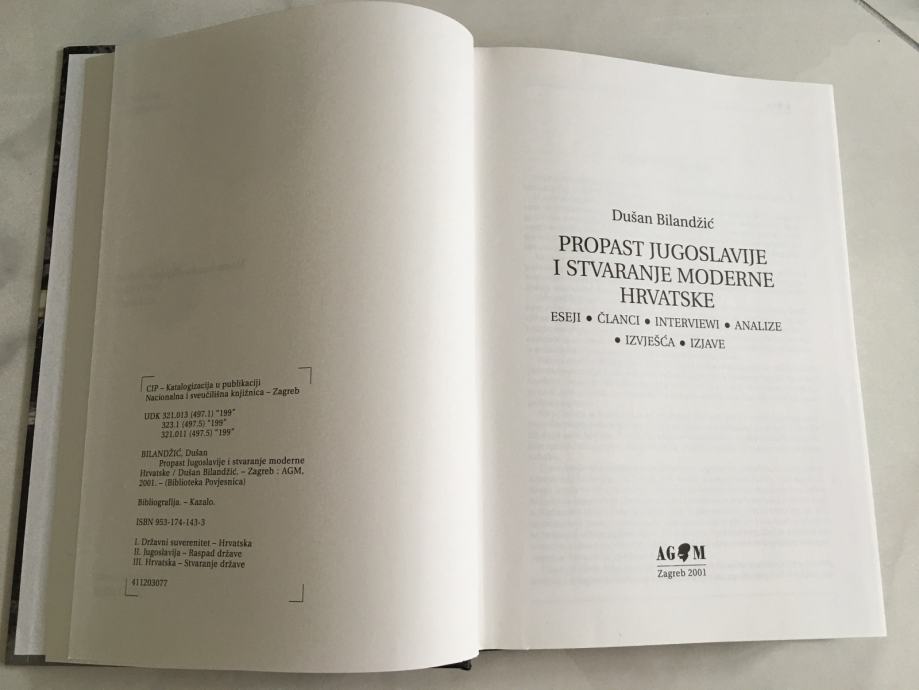 CIP – Katalogizacija u publikaciji
Nacionalna i sveučilišna knjižnica – Zagreb
UDK 321.013 (497.1) "199"
323.1 (497.5) "199"
321.011 (497.5) "199"
BILANDŽIĆ, Dušan
Propast Jugoslavije i stvaranje moderne
Hrvatske / Dušan Bilandžić. – Zagreb : AGM,
2001. – (Biblioteka Povjesnica)
Bibliografija. – Kazalo.
ISBN 953-174-143-3
I. Državni suverenitet – Hrvatska
II. Jugoslavija – Raspad države
III. Hrvatska – Stvaranje države
411203077
Dušan Bilandžić
PROPAST JUGOSLAVIJE
I STVARANJE MODERNE
HRVATSKE
ESEJI ● ČLANCI ● INTERVIEWI ● ANALIZE
● IZVJEŠĆA ● IZJAVE
AGM
Zagreb 2001